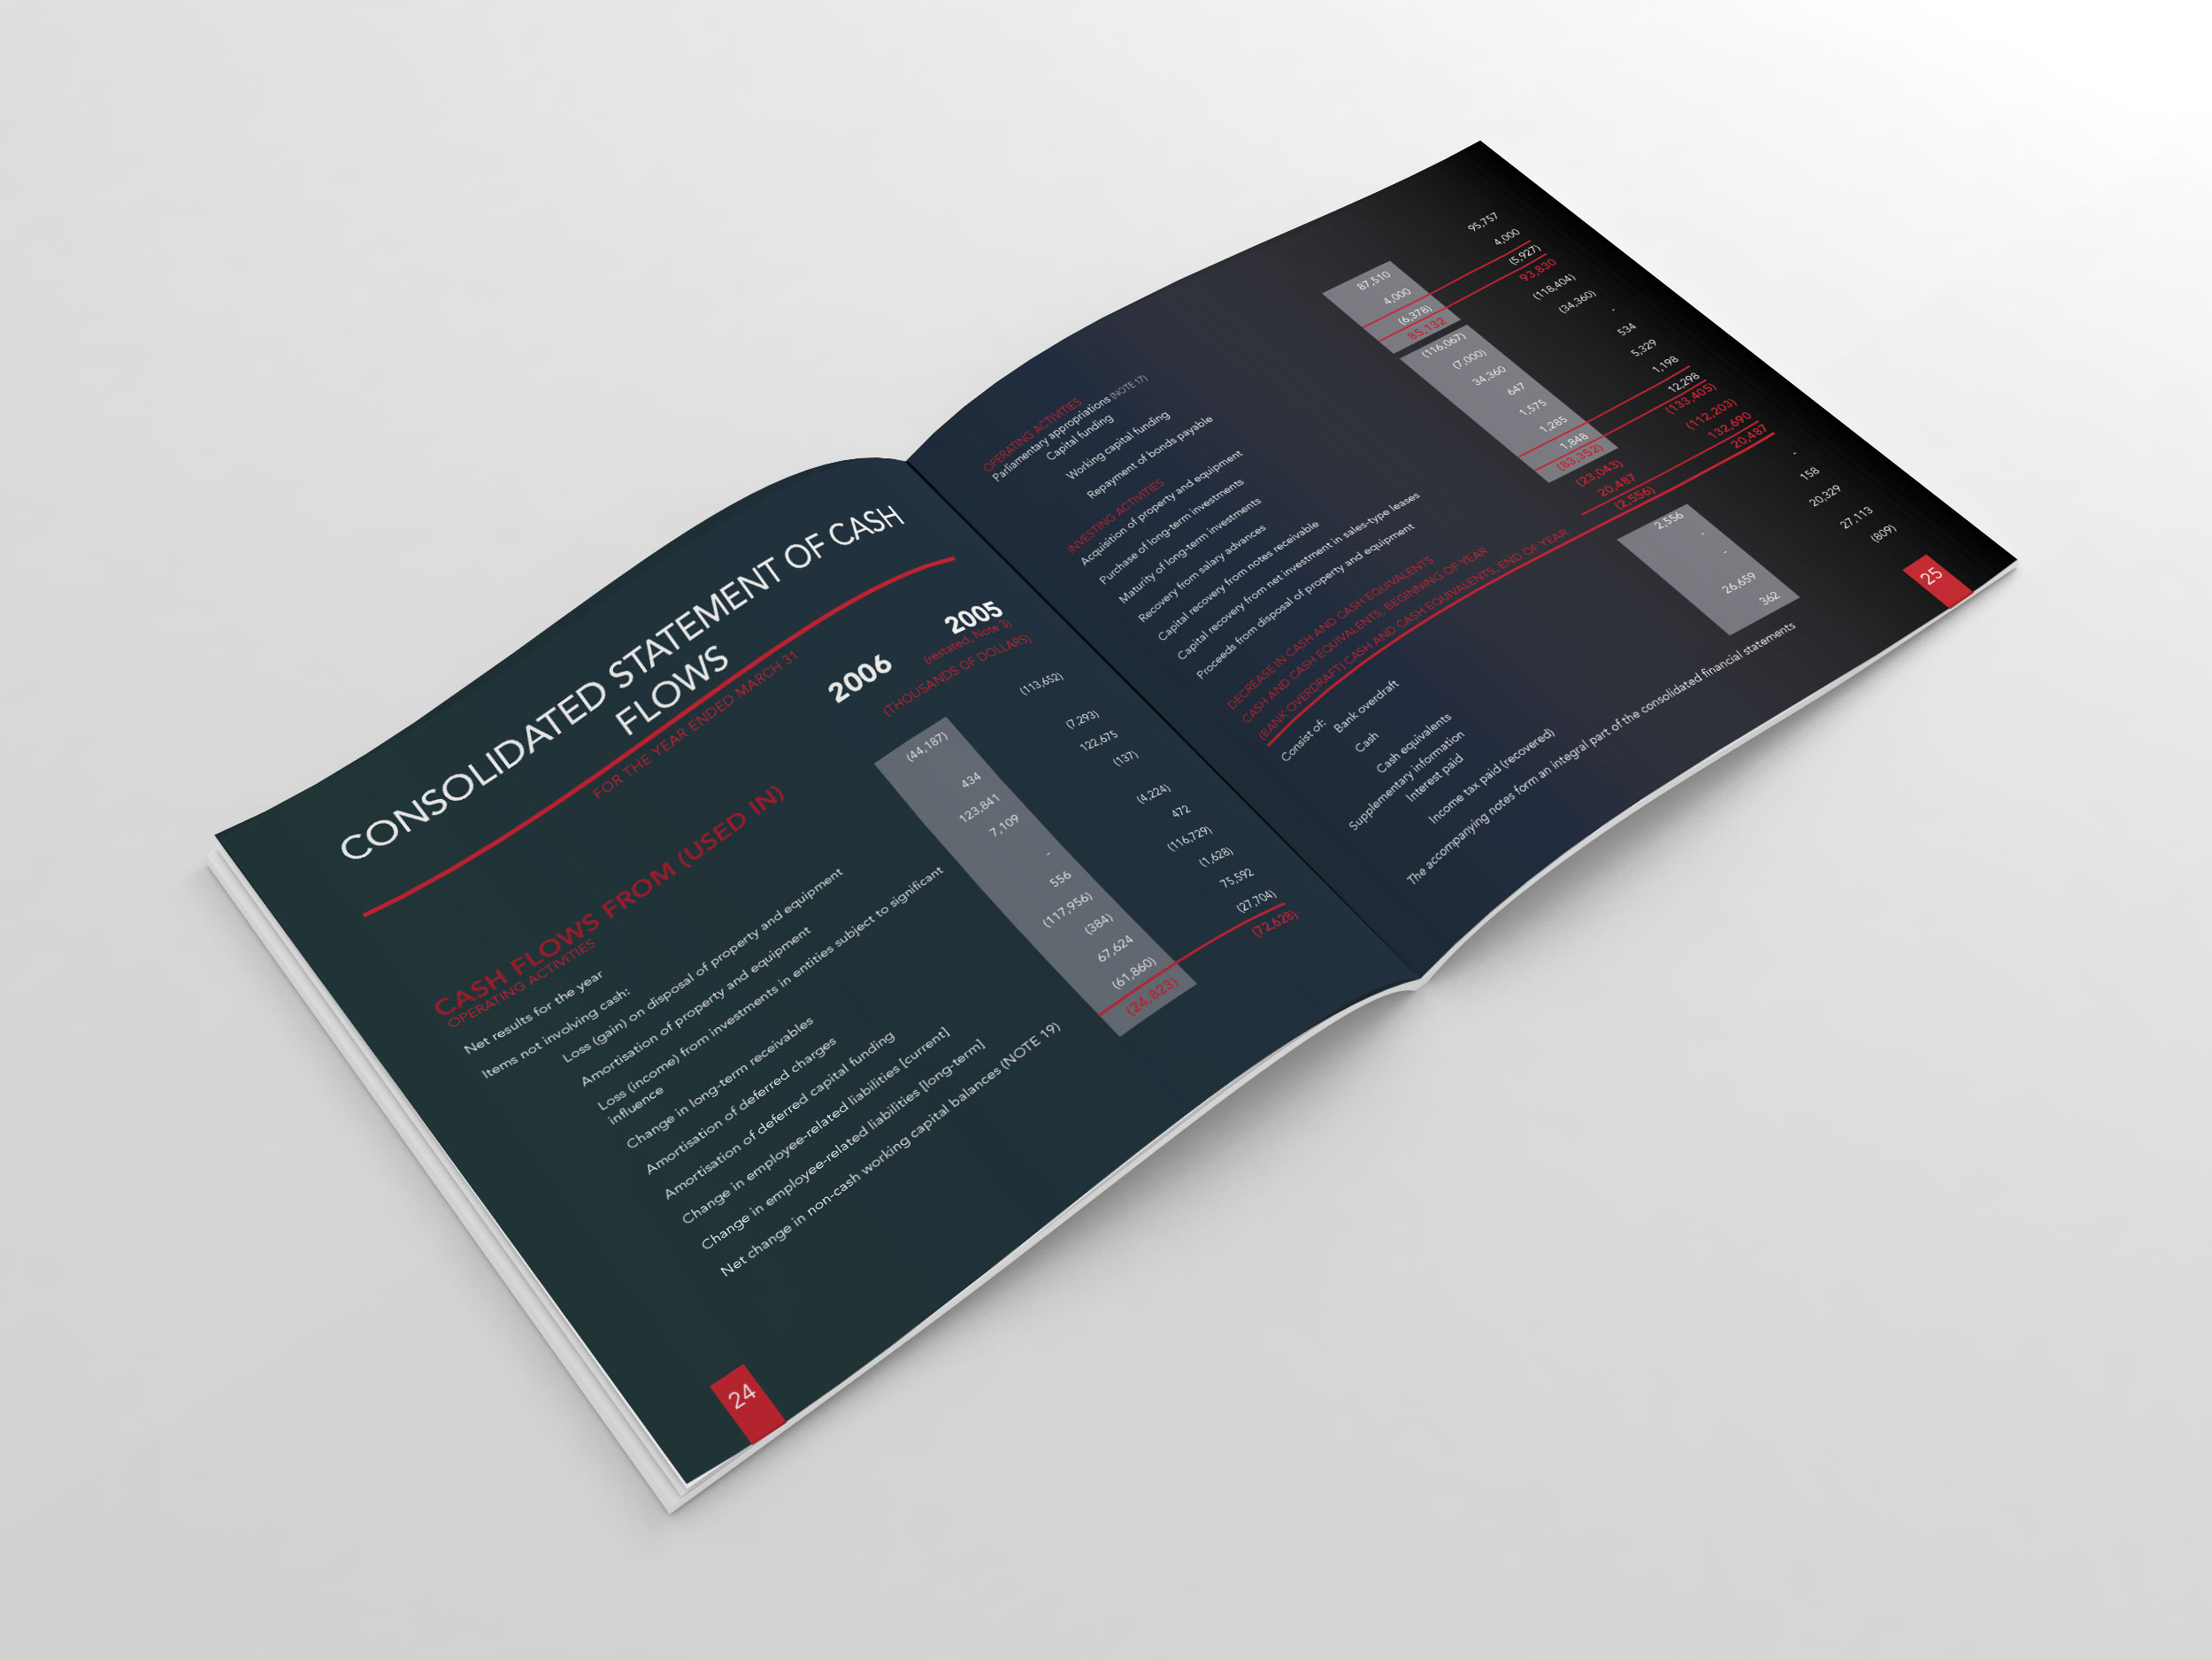 CONSOLIDATED STATEMENT OF CASH
FLOWS
FOR THE YEAR ENDED MARCH 31
2006
2005
(restated, Note 3)
(THOUSANDS OF DOLLARS)
CASH FLOWS FROM (USED IN)
OPERATING ACTIVITIES
Net results for the year (44,187) (113,652)
Items not involving cash:
Loss (gain) on disposal of property and equipment 434 (7,293)
Amortisation of property and equipment 123,841 122,675
Loss (income) from investments in entities subject to significant 7,109 (137)
influence
Change in long-term receivables - (4,224)
Amortisation of deferred charges 556 472
Amortisation of deferred capital funding (117,956) (116,729)
Change in employee-related liabilities [current] (384) (1,628)
Change in employee-related liabilities [long-term] 67,624 75,592
Net change in non-cash working capital balances (NOTE 19) (61,860) (27,704)
(24,823) (72,628)
24
OPERATING ACTIVITIES
Parliamentary appropriations (NOTE 17)
Capital funding 87,510 95,757
Working capital funding 4,000 4,000
Repayment of bonds payable (6,378) (5,927)
85,132 93,830
INVESTING ACTIVITIES
Acquisition of property and equipment (116,067) (118,404)
Purchase of long-term investments (7,000) (34,360)
Maturity of long-term investments 34,360 -
Recovery from salary advances 647 534
Capital recovery from notes receivable 1,575 5,329
Capital recovery from net investment in sales-type leases 1,285 1,198
Proceeds from disposal of property and equipment 1,848 12,298
(83,352) (133,405)
DECREASE IN CASH AND CASH EQUIVALENTS (23,043) (112,203)
CASH AND CASH EQUIVALENTS, BEGINNING OF YEAR 20,487 132,690
(BANK OVERDRAFT) CASH AND CASH EQUIVALENTS, END OF YEAR (2,556) 20,487
Consist of:
Bank overdraft 2,556 -
Cash - 158
Cash equivalents - 20,329
Supplementary information
Interest paid 26,659 27,113
Income tax paid (recovered) 362 (809)
The accompanying notes form an integral part of the consolidated financial statements
25